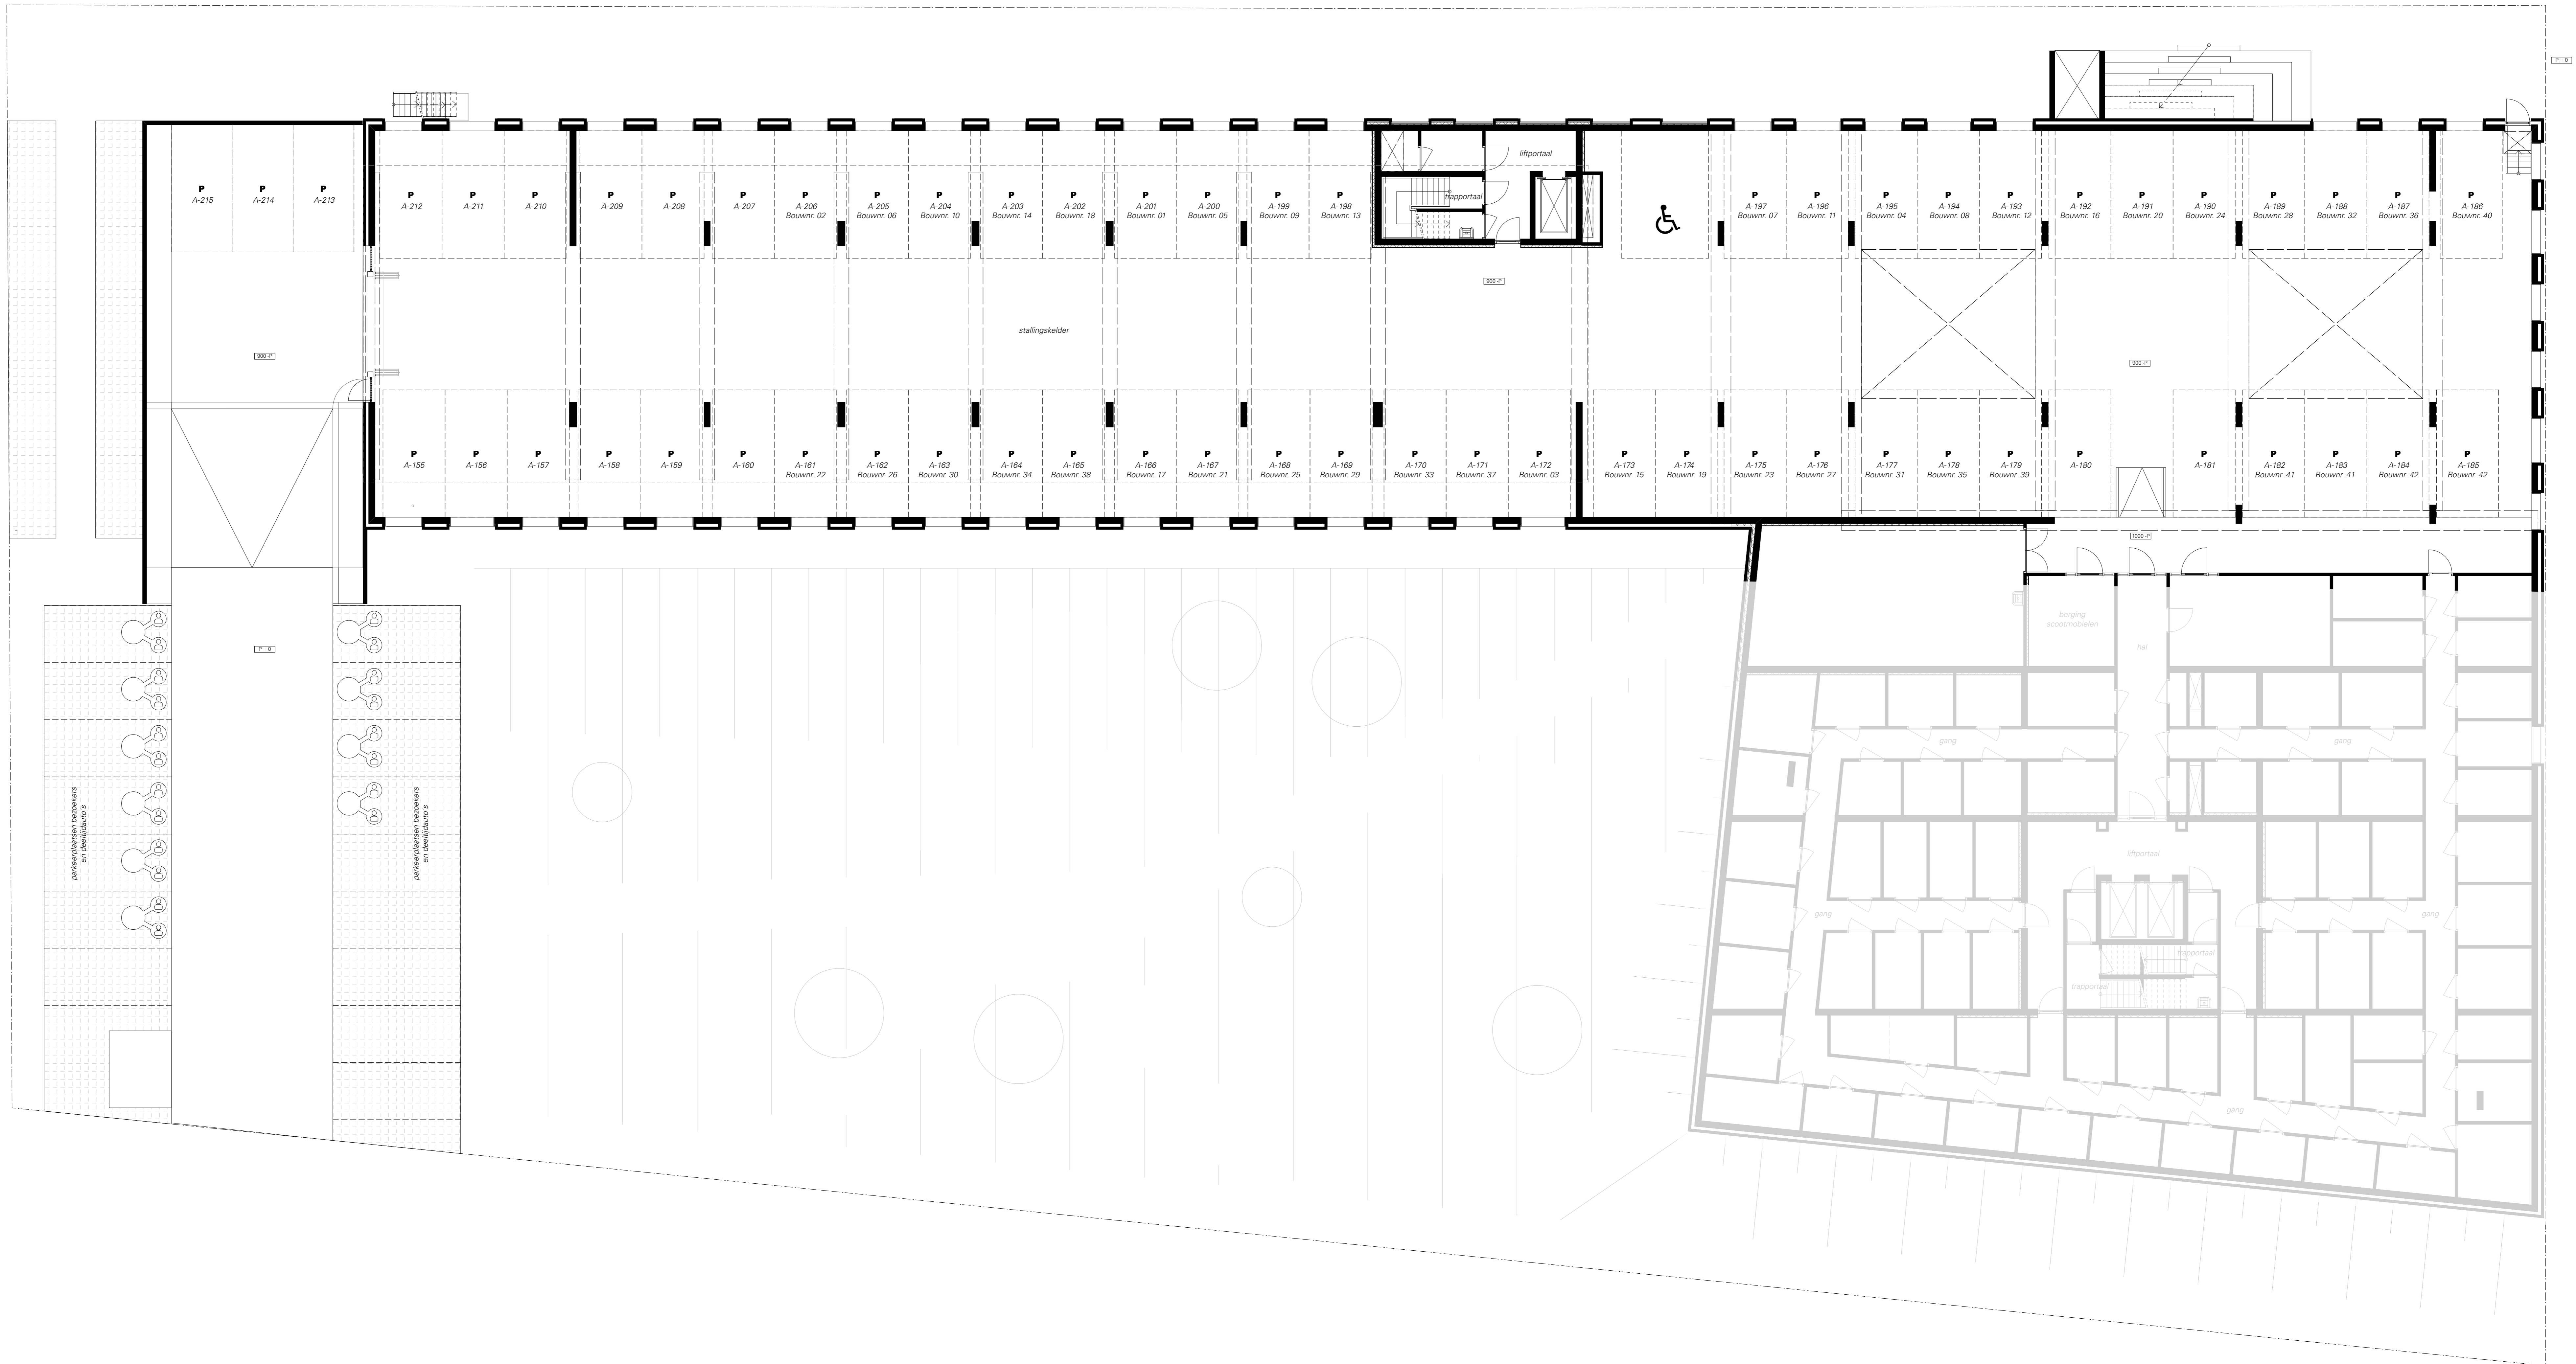 P = 0
liftportaal
P
A-215
P
A-214
P
A-213
P
A-212
P
A-211
P
A-210
P
A-209
P
A-208
P
A-207
P
A-206
Bouwnr. 02
P
A-205
Bouwnr. 06
P
A-204
Bouwnr. 10
P
A-203
Bouwnr. 14
P
A-202
Bouwnr. 18
P
A-201
Bouwnr. 01
P
A-200
Bouwnr. 05
P
A-199
Bouwnr. 09
P
A-198
Bouwnr. 13
trapportaal
P
A-197
Bouwnr. 07
P
A-196
Bouwnr. 11
P
A-195
Bouwnr. 04
P
A-194
Bouwnr. 08
P
A-193
Bouwnr. 12
P
A-192
Bouwnr. 16
P
A-191
Bouwnr. 20
P
A-190
Bouwnr. 24
P
A-189
Bouwnr. 28
P
A-188
Bouwnr. 32
P
A-187
Bouwnr. 36
P
A-186
Bouwnr. 40
900 -P
stallingskelder
900 -P
900 -P
P
A-155
P
A-156
P
A-157
P
A-158
P
A-159
P
A-160
P
A-161
Bouwnr. 22
P
A-162
Bouwnr. 26
P
A-163
Bouwnr. 30
P
A-164
Bouwnr. 34
P
A-165
Bouwnr. 38
P
A-166
Bouwnr. 17
P
A-167
Bouwnr. 21
P
A-168
Bouwnr. 25
P
A-169
Bouwnr. 29
P
A-170
Bouwnr. 33
P
A-171
Bouwnr. 37
P
A-172
Bouwnr. 03
P
A-173
Bouwnr. 15
P
A-174
Bouwnr. 19
P
A-175
Bouwnr. 23
P
A-176
Bouwnr. 27
P
A-177
Bouwnr. 31
P
A-178
Bouwnr. 35
P
A-179
Bouwnr. 39
P
A-180
P
A-181
P
A-182
Bouwnr. 41
P
A-183
Bouwnr. 41
P
A-184
Bouwnr. 42
P
A-185
Bouwnr. 42
1000 -P
berging
scootmobielen
hal
P = 0
gang
gang
parkeerplaatsen bezoekers
en deeltijdauto's
parkeerplaatsen bezoekers
en deeltijdauto's
liftportaal
gang
gang
trapportaal
trapportaal
gang